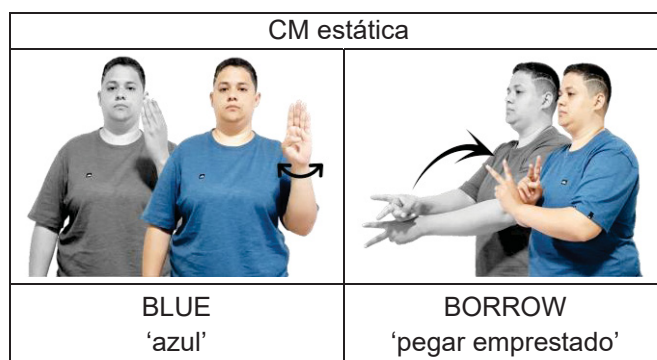 CM estática
BLUE
‘azul’
BORROW
‘pegar emprestado’